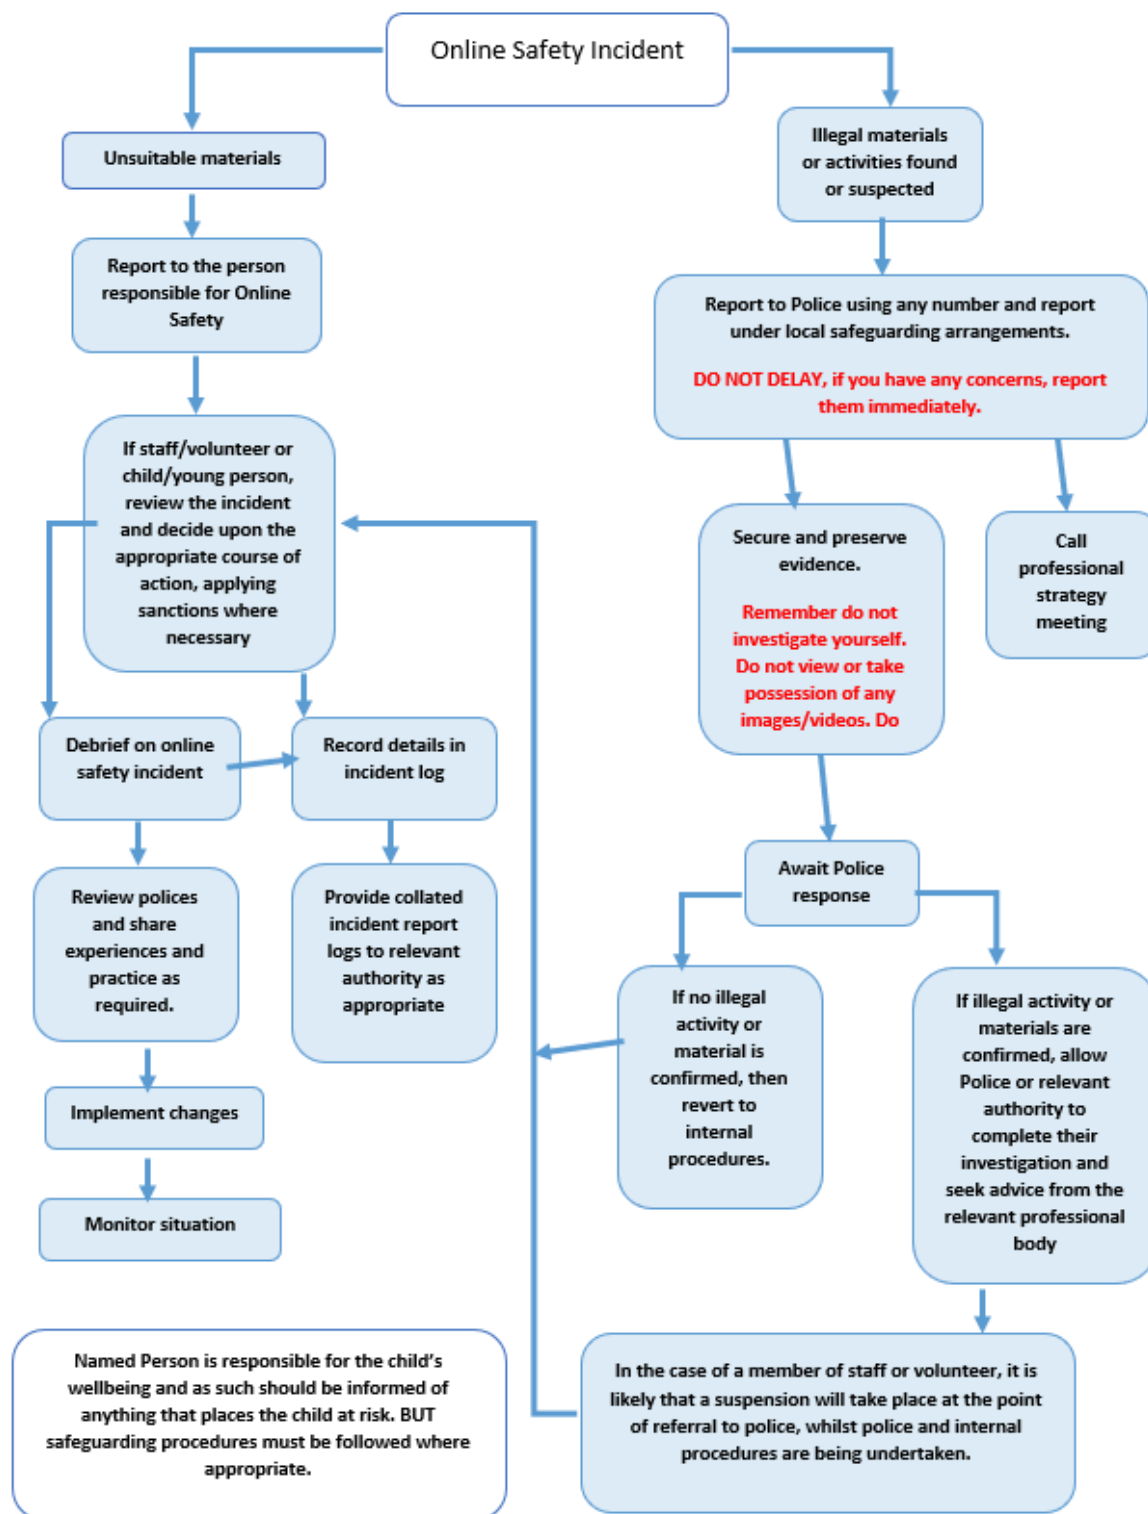 Online Safety Incident
Unsuitable materials
Illegal materials
or activities found
or suspected
Report to the person
responsible for Online
Safety
Report to Police using any number and report
under local safeguarding arrangements.
DO NOT DELAY, if you have any concerns, report
them immediately.
If staff/volunteer or
child/young person,
review the incident
and decide upon the
appropriate course of
action, applying
sanctions where
necessary
Secure and preserve
evidence.
Remember do not
investigate yourself.
Do not view or take
possession of any
images/videos. Do
Call
professional
strategy
meeting
Debrief on online
safety incident
Record details in
incident log
Review polices
and share
experiences and
practice as
required.
Provide collated
incident report
logs to relevant
authority as
appropriate
Await Police
response
If no illegal
activity or
material is
confirmed, then
revert to
internal
procedures.
If illegal activity or
materials are
confirmed, allow
Police or relevant
authority to
complete their
investigation and
seek advice from the
relevant professional
body
Implement changes
Monitor situation
Named Person is responsible for the child's
wellbeing and as such should be informed of
anything that places the child at risk. BUT
safeguarding procedures must be followed where
appropriate.
In the case of a member of staff or volunteer, it is
likely that a suspension will take place at the point
of referral to police, whilst police and internal
procedures are being undertaken.